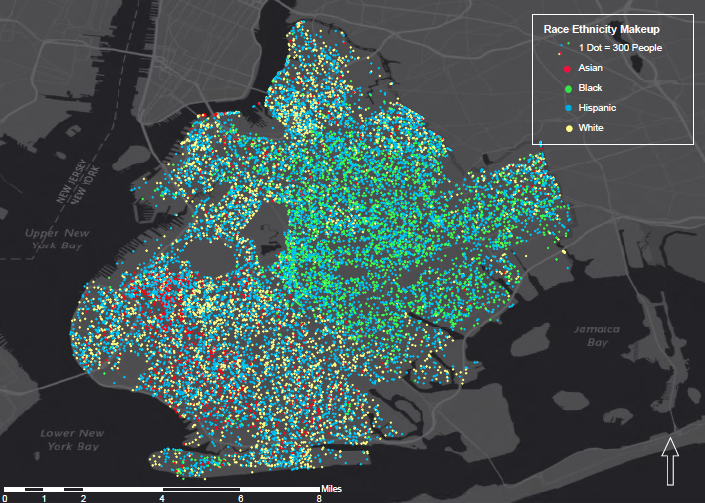 Race Ethnicity Makeup
1 Dot = 300 People
Asian
Black
Hispanic
White
NEW JERSEY
NEW YORK
Upper New
York Bay
Jamaica
Bay
Lower New
York Bay
Miles
0 1 2 4 6 8